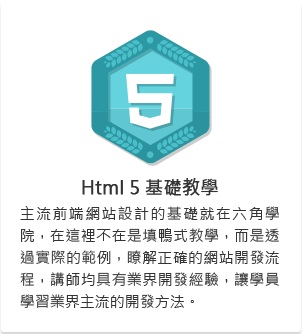 5
Html 5 基礎教學
主流前端網站設計的基礎就在六角學
院，在這裡不在是填鴨式教學，而是透
過實際的範例，瞭解正確的網站開發流
程，講師均具有業界開發經驗，讓學員
學習業界主流的開發方法。